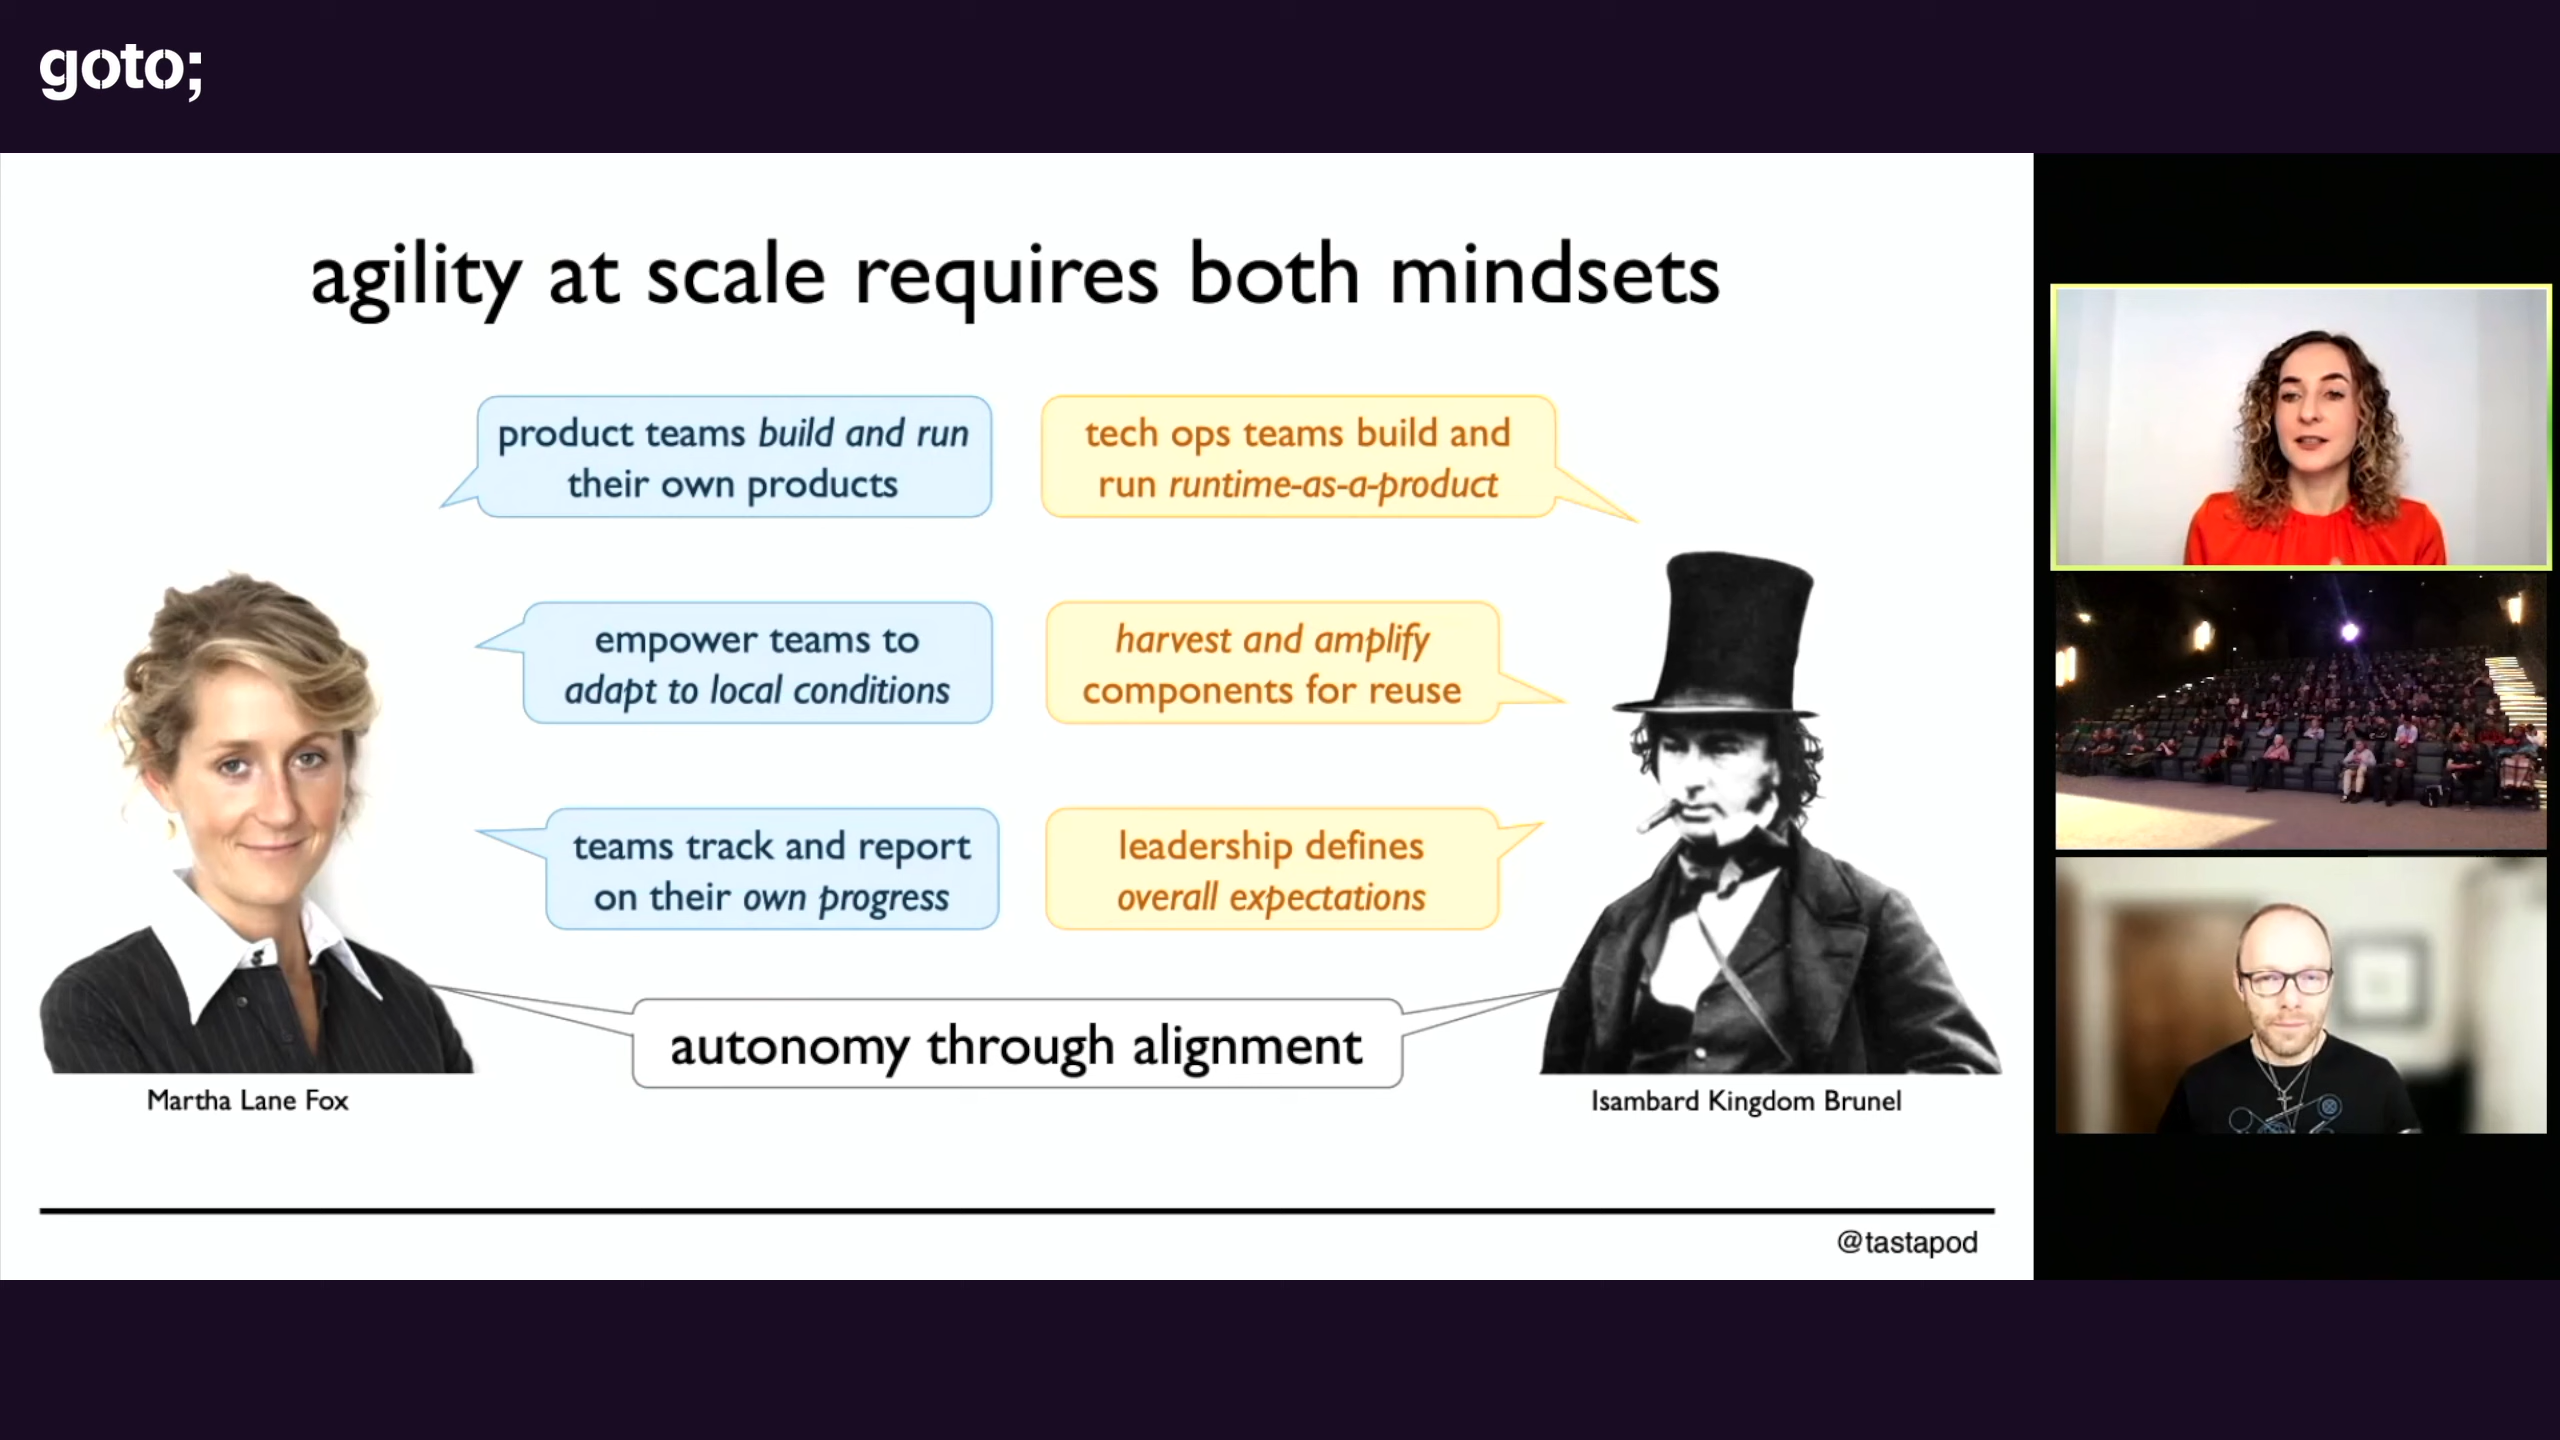 goto;
agility at scale requires both mindsets
product teams build and run
their own products
tech ops teams build and
run runtime-as-a-product
empower teams to
adapt to local conditions
harvest and amplify
components for reuse
teams track and report
on their own progress
leadership defines
overall expectations
autonomy through alignment
Martha Lane Fox
Isambard Kingdom Brunel
@tastapod